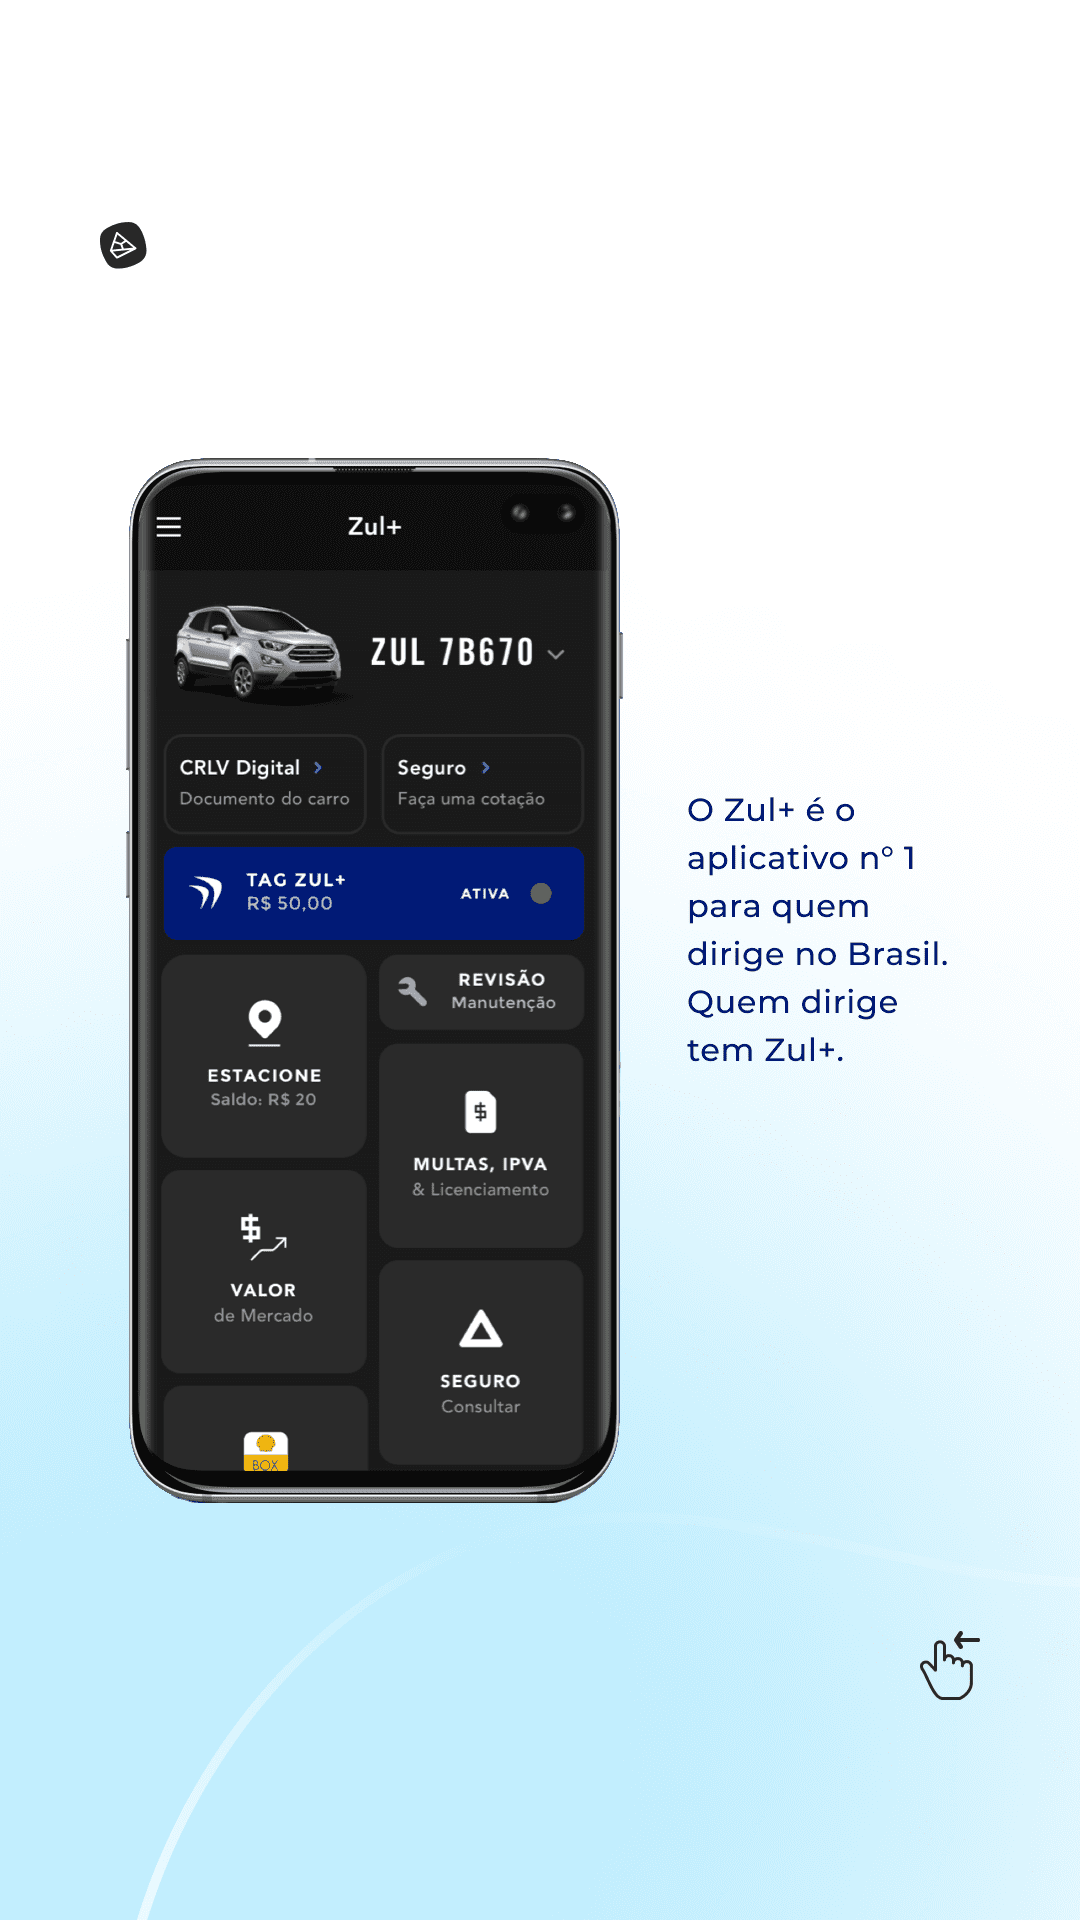 Zul+
ZUL 7B670
CRLV Digital
Documento do carro
Seguro
Faça uma cotação
TAG ZUL+
R$ 50,00
ATIVA
REVISÃO
Manutenção
ESTACIONE
Saldo: R$ 20
MULTAS, IPVA
& Licenciamento
VALOR
de Mercado
SEGURO
Consultar
BOX
O Zul+ é o
aplicativo n° 1
para quem
dirige no Brasil.
Quem dirige
tem Zul+.